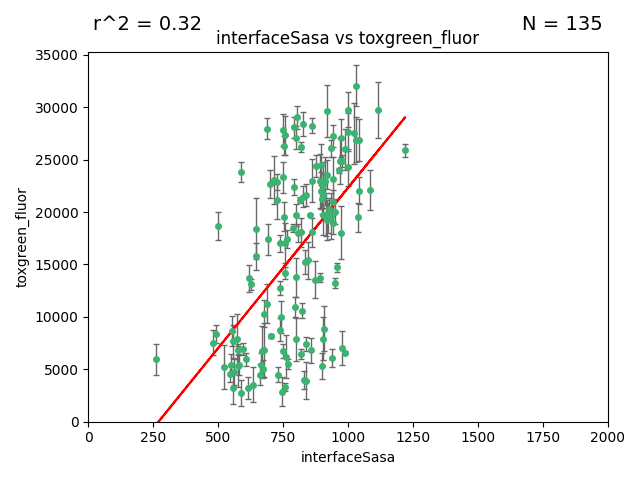 r^2 = 0.32 N = 135
interfaceSasa vs toxgreen_fluor
35000
30000
25000
20000
15000
10000
5000
0
toxgreen_fluor
0 250 500 750 1000 1250 1500 1750 2000
interfaceSasa